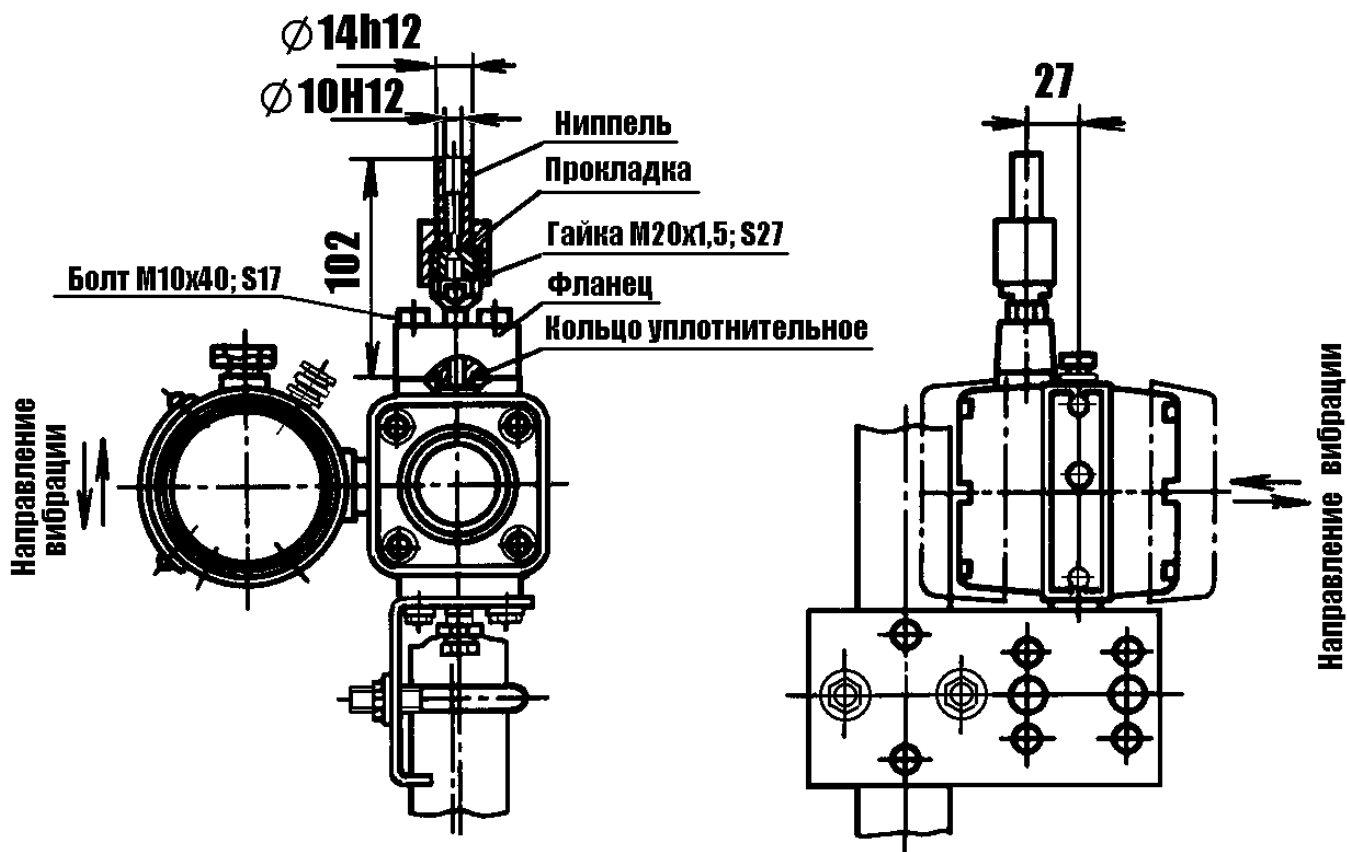 ∅14h12
∅10H12
27
Ниппель
Прокладка
102
Гайка М20х1,5; S27
Болт М10х40; S17
Фланец
Кольцо уплотнительное
Направление
вибрации
Направление вибрации